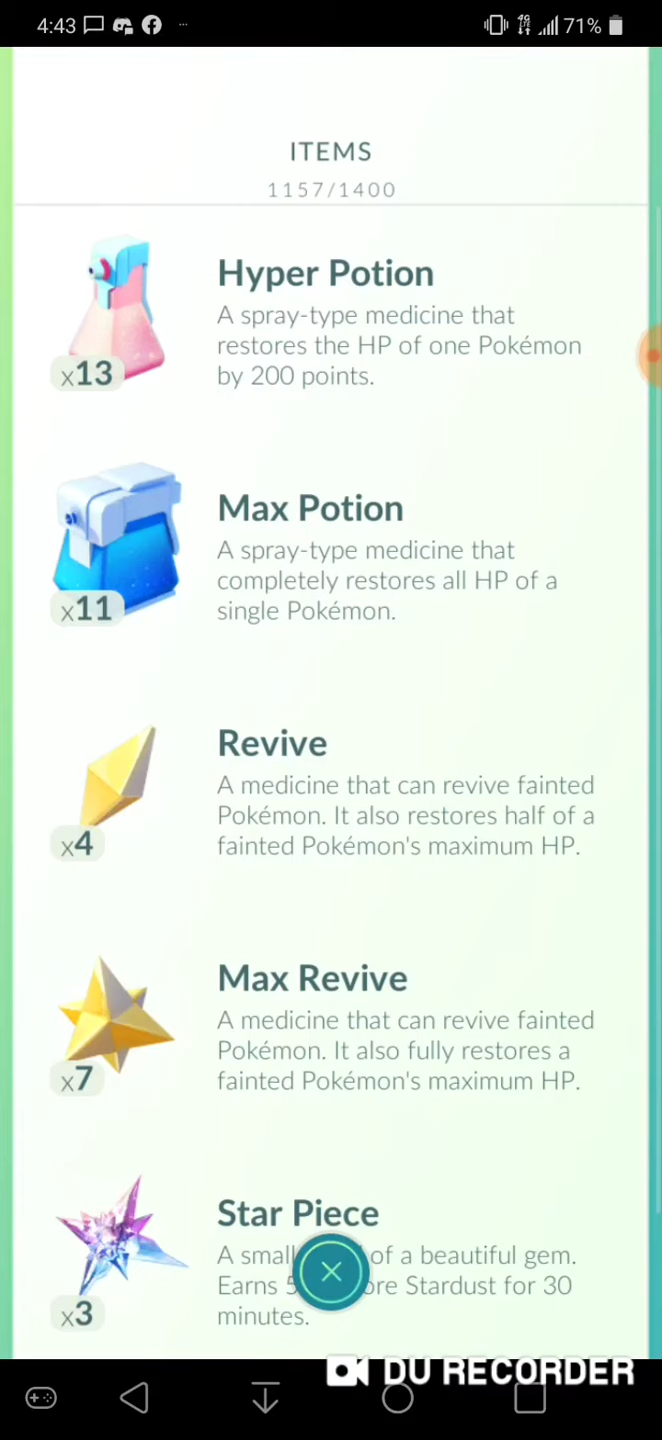 4:43
4G
71%
ITEMS
1157/1400
Hyper Potion
A spray-type medicine that
restores the HP of one Pokémon
by 200 points.
x13
Max Potion
A spray-type medicine that
completely restores all HP of a
single Pokémon.
x11
Revive
A medicine that can revive fainted
Pokémon. It also restores half of a
fainted Pokémon's maximum HP.
x4
Max Revive
A medicine that can revive fainted
Pokémon. It also fully restores a
fainted Pokémon's maximum HP.
x7
Star Piece
A small of a beautiful gem.
Earns Stardust for 30
minutes.
x3
DU RECORDER